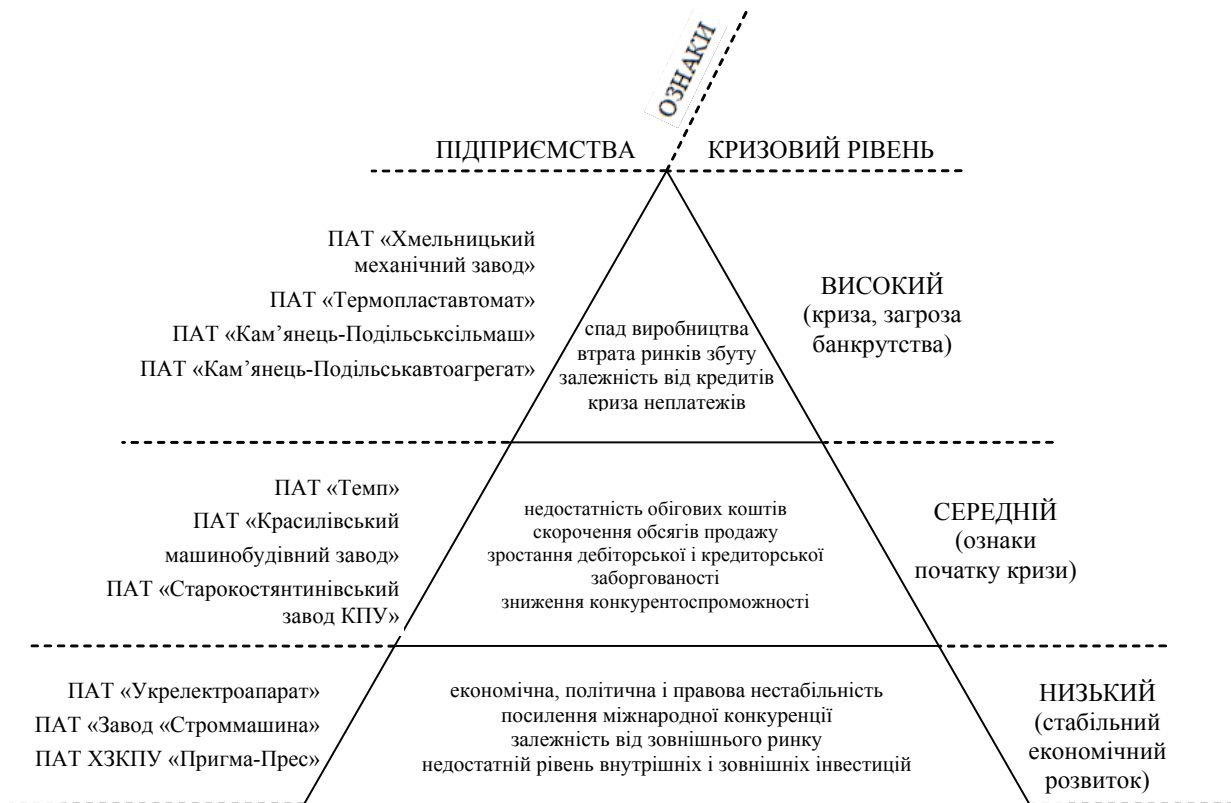 ОЗНАКИ
ПІДПРИЄМСТВА
КРИЗОВИЙ РІВЕНЬ
ПАТ «Хмельницький
механічний завод»
ПАТ «Термопластавтомат»
ПАТ «Кам’янець-Подільськсільмаш»
ПАТ «Кам’янець-Подільськавтоагрегат»
спад виробництва
втрата ринків збуту
залежність від кредитів
криза неплатежів
ВИСОКИЙ
(криза, загроза
банкрутства)
ПАТ «Темп»
ПАТ «Красилівський
машинобудівний завод»
ПАТ «Старокостянтинівський
завод КПУ»
недостатність обігових коштів
скорочення обсягів продажу
зростання дебіторської і кредиторської
заборгованості
зниження конкурентоспроможності
СЕРЕДНІЙ
(ознаки
початку кризи)
ПАТ «Укрелектроапарат»
ПАТ «Завод «Строммашина»
ПАТ ХЗКПУ «Пригма-Прес»
економічна, політична і правова нестабільність
посилення міжнародної конкуренції
залежність від зовнішнього ринку
недостатній рівень внутрішніх і зовнішніх інвестицій
НИЗЬКИЙ
(стабільний
економічний
розвиток)